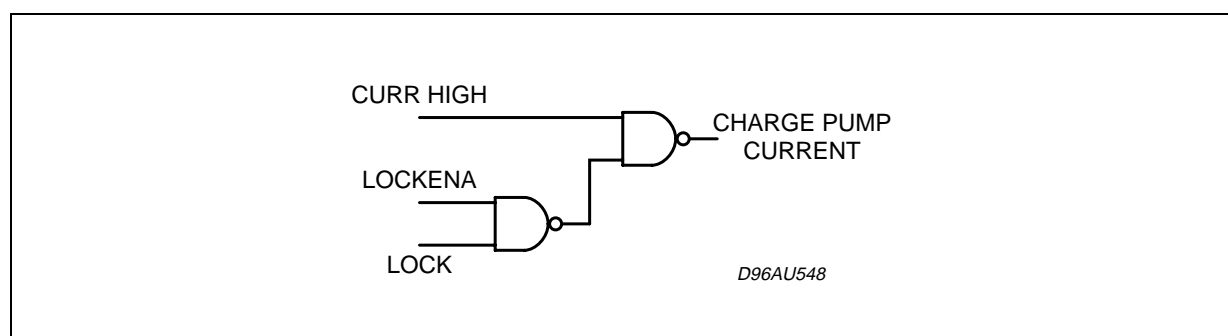 CURR HIGH
CHARGE PUMP
CURRENT
LOCKENA
LOCK
D96AU548